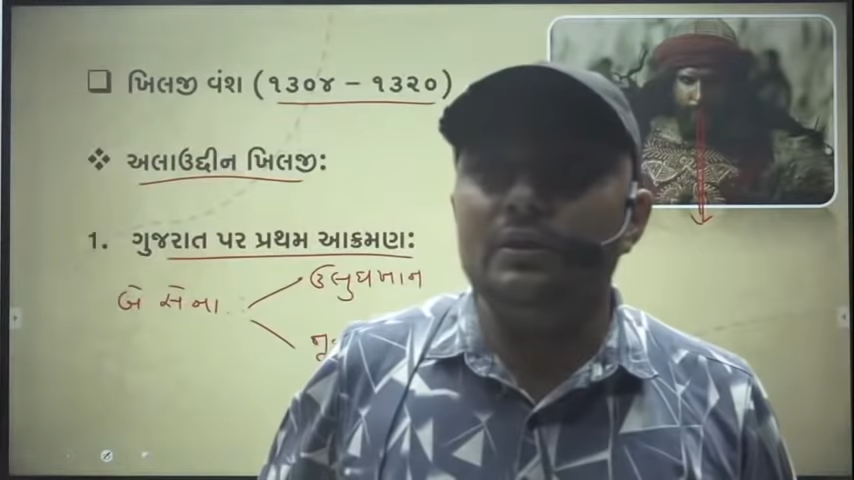 ખિલજી વંશ (૧૩૦૪ – ૧૩૨૦)
અલાઉદ્દીન ખિલજી:
1. ગુજરાત પર પ્રથમ આક્રમણ:
ઉલુઘખાન
બે સેના